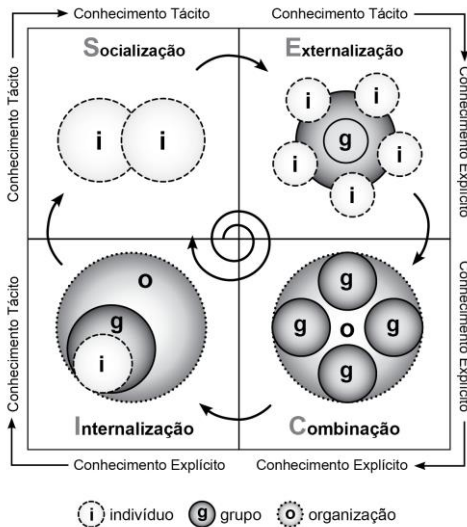 Conhecimento Tácito
Conhecimento Tácito
Conhecimento Tácito
Socialização
Externalização
Conhecimento Explícito
i
i
i
i
g
i
i
i
Conhecimento Tácito
o
g
i
g
g
o
g
g
Conhecimento Explícito
Internalização
Combinação
Conhecimento Explícito
Conhecimento Explícito
i indivíduo
g grupo
o organização